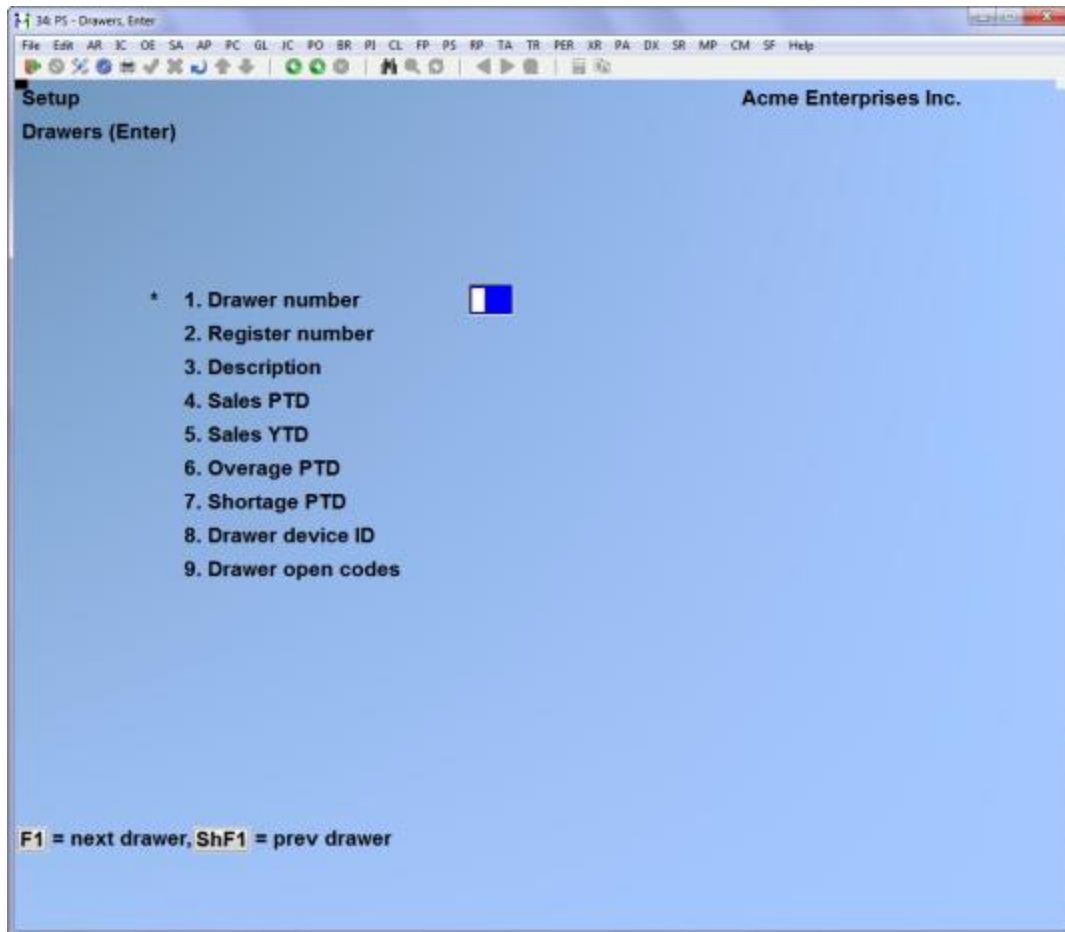 34: PS - Drawers, Enter
File Edit AR IC OE SA AP PC GL JC PO BR PI CL FP PS RP TA TR PER XR PA DX SR MP CM SF Help
Setup Acme Enterprises Inc.
Drawers (Enter)
* 1. Drawer number
2. Register number
3. Description
4. Sales PTD
5. Sales YTD
6. Overage PTD
7. Shortage PTD
8. Drawer device ID
9. Drawer open codes
F1 = next drawer, ShF1 = prev drawer